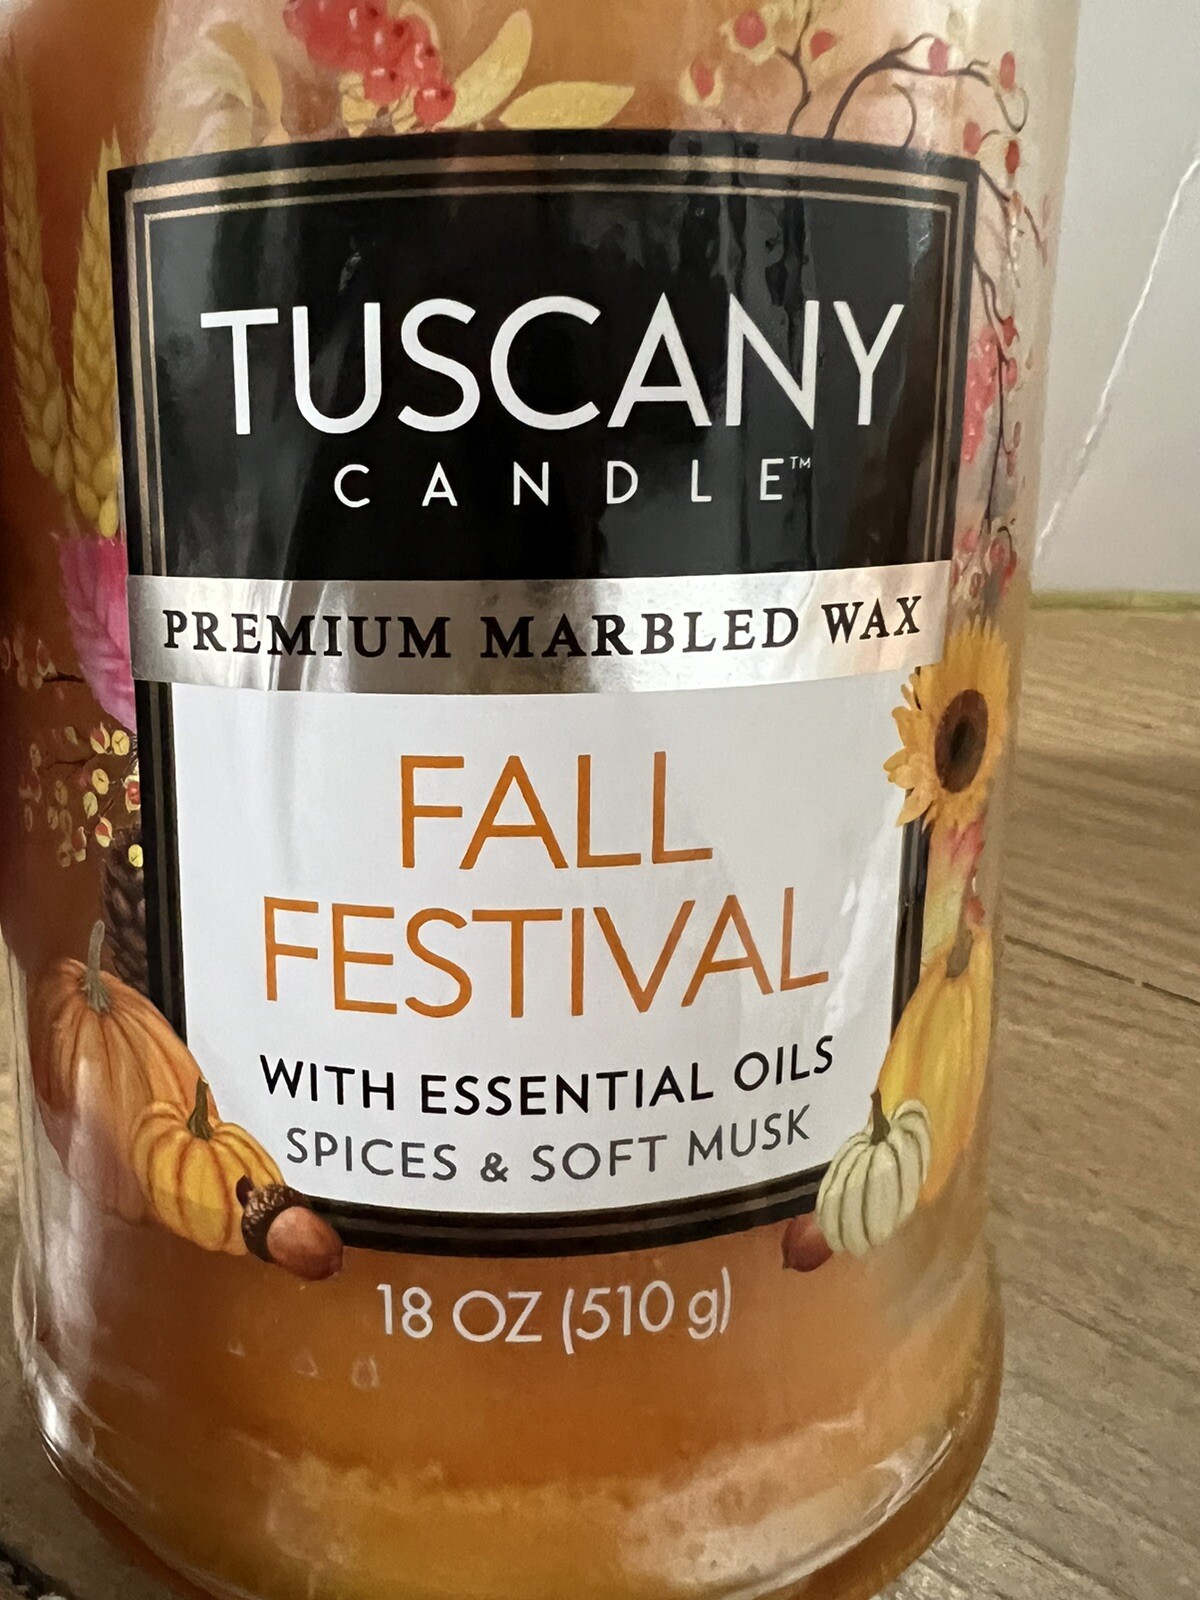 TUSCANY
CANDLE™
PREMIUM MARBLED WAX
FALL
FESTIVAL
WITH ESSENTIAL OILS
SPICES & SOFT MUSK
18 OZ (510 g)